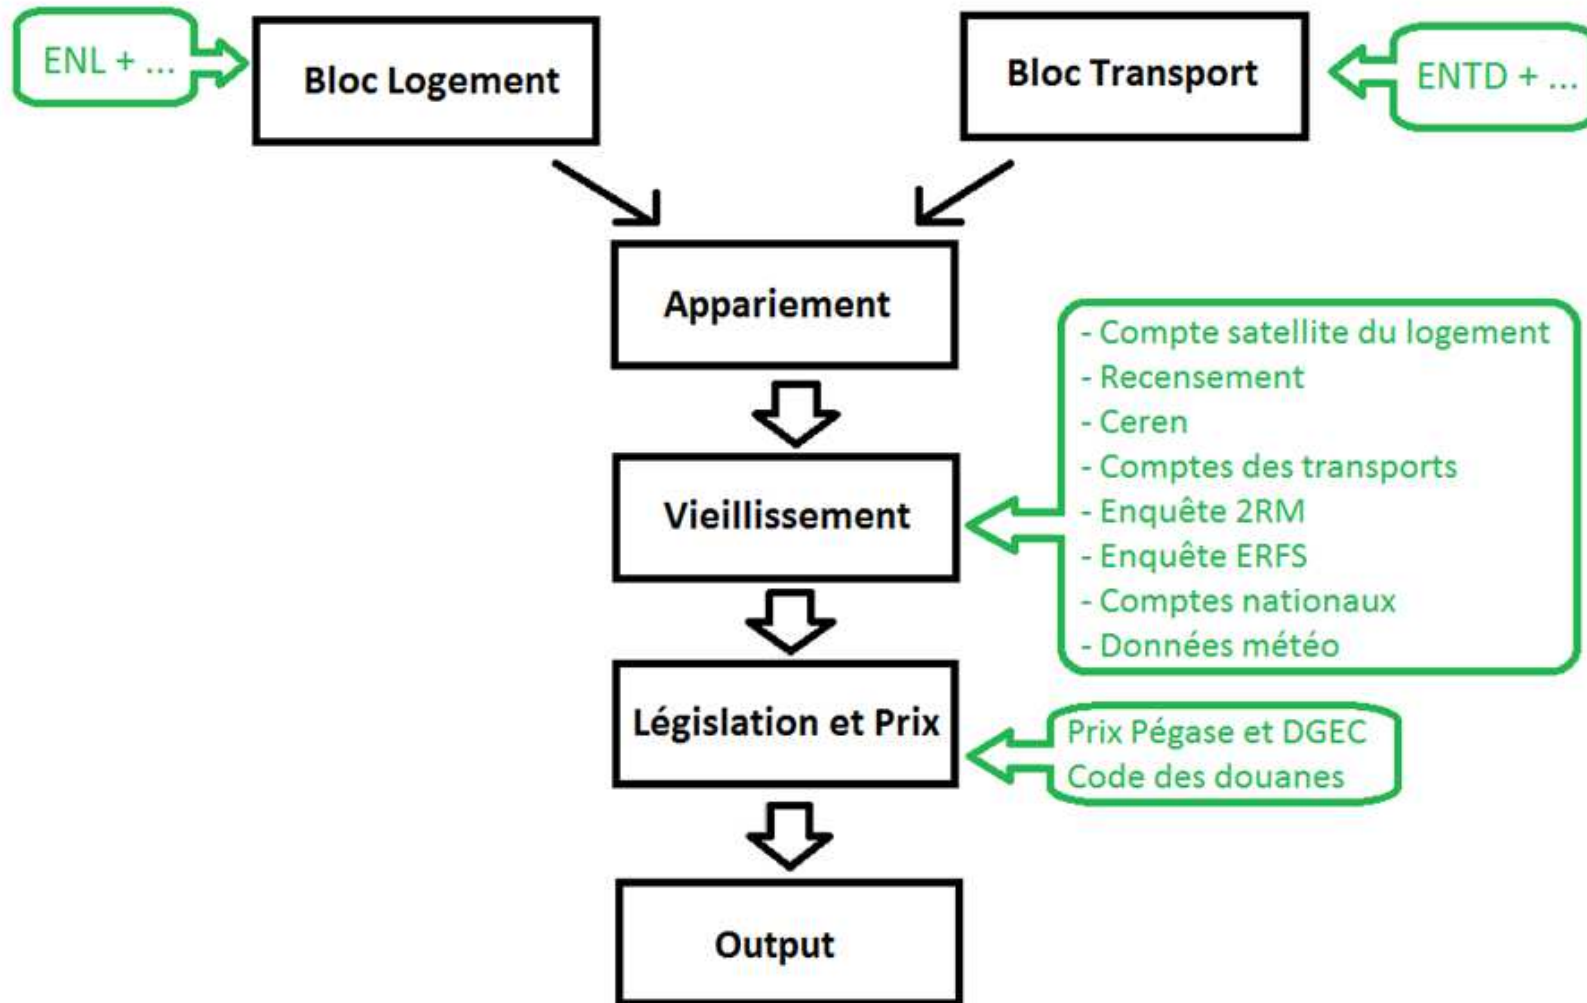 ENL + ...
Bloc Logement
Bloc Transport
ENTD + ...
Appariement
- Compte satellite du logement
- Recensement
- Ceren
- Comptes des transports
- Enquête 2RM
- Enquête ERFS
- Comptes nationaux
- Données météo
Vieillissement
Législation et Prix
Prix Pégase et DGEC
Code des douanes
Output